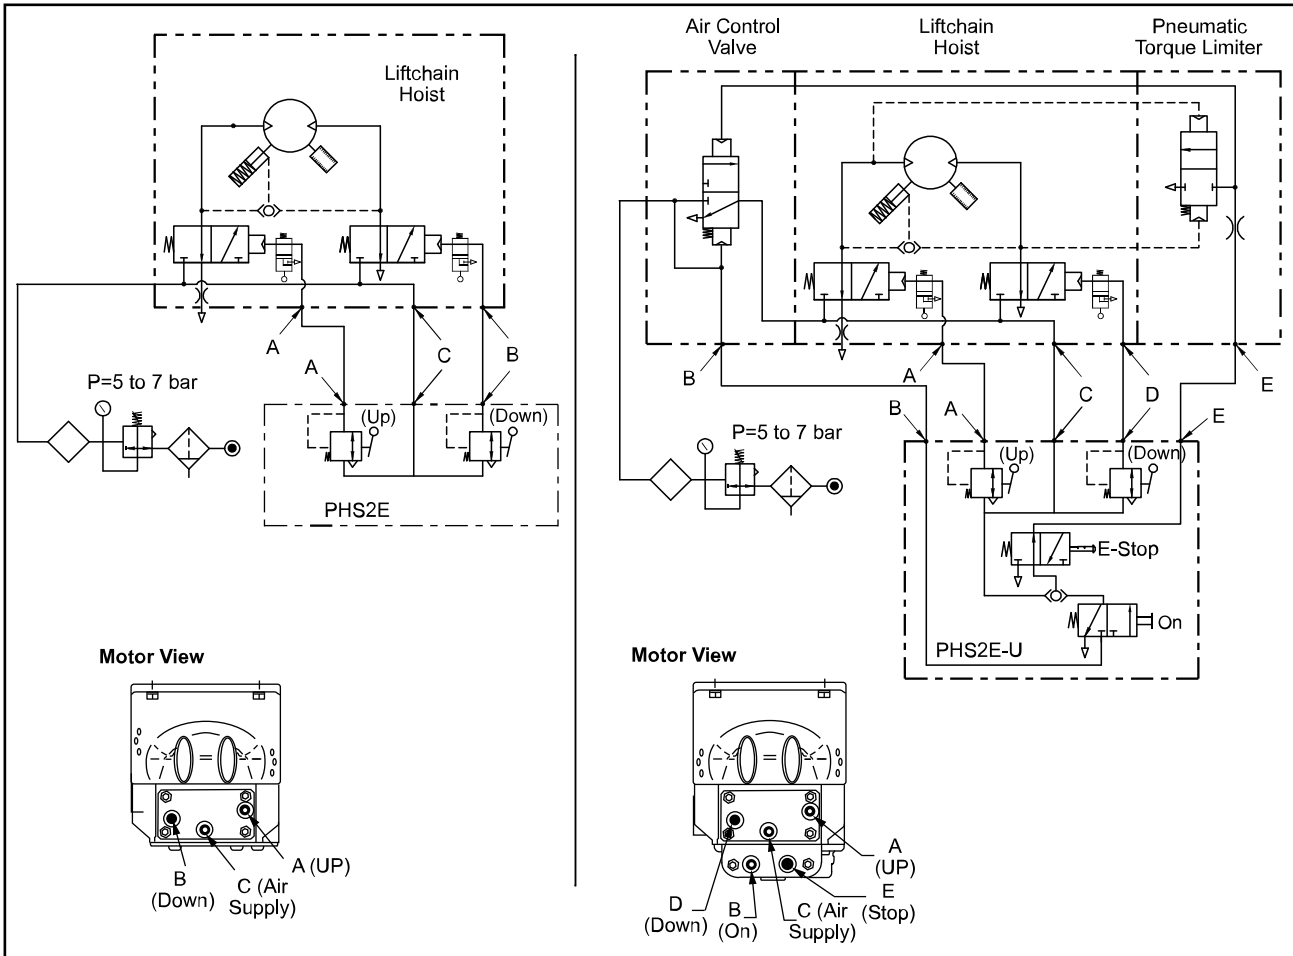 Liftchain
Hoist
A
C
B
A
P=5 to 7 bar
(Up)
(Down)
PHS2E
Motor View
A (UP)
B
(Down)
C (Air
Supply)
Air Control
Valve
Liftchain
Hoist
Pneumatic
Torque Limiter
B
A
C
D
E
B
A
E
P=5 to 7 bar
(Up)
(Down)
E-Stop
On
PHS2E-U
Motor View
A
(UP)
D
(Down)
B
(On)
C (Air
Supply)
E
(Stop)